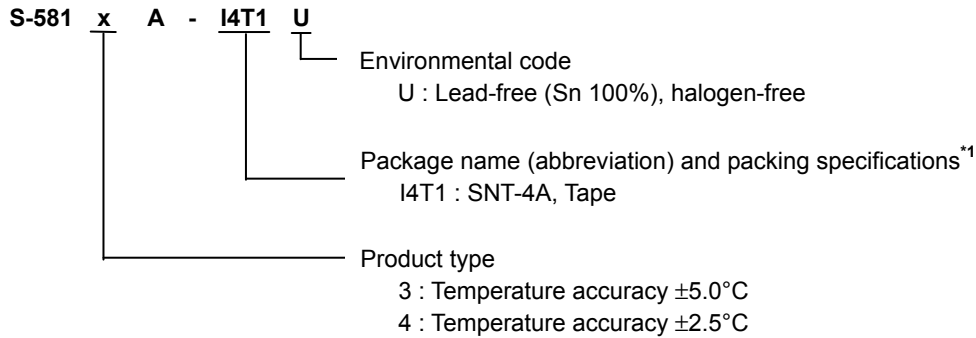 S-581 x A - I4T1 U
Environmental code
U : Lead-free (Sn 100%), halogen-free
Package name (abbreviation) and packing specifications*1
I4T1 : SNT-4A, Tape
Product type
3 : Temperature accuracy ±5.0°C
4 : Temperature accuracy ±2.5°C